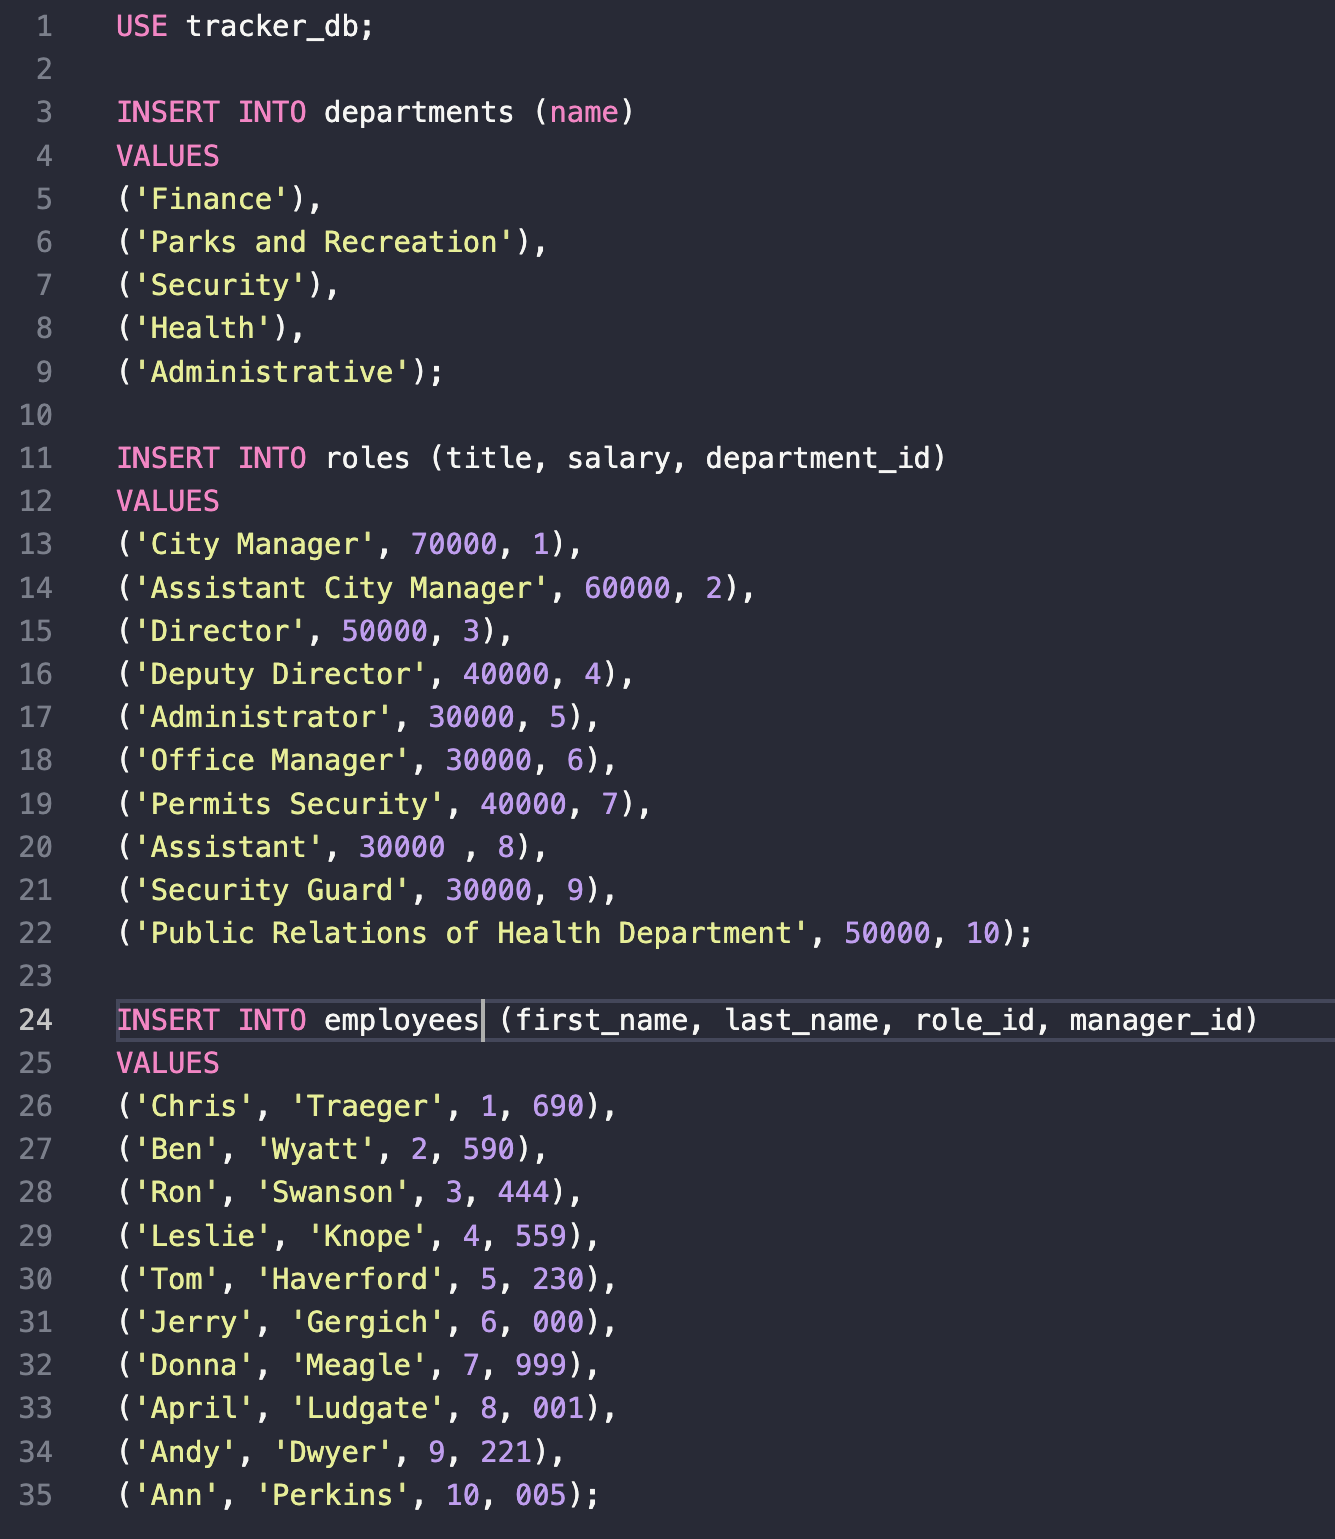 1 USE tracker_db;
2
3 INSERT INTO departments (name)
4 VALUES
5 ('Finance'),
6 ('Parks and Recreation'),
7 ('Security'),
8 ('Health'),
9 ('Administrative');
10
11 INSERT INTO roles (title, salary, department_id)
12 VALUES
13 ('City Manager', 70000, 1),
14 ('Assistant City Manager', 60000, 2),
15 ('Director', 50000, 3),
16 ('Deputy Director', 40000, 4),
17 ('Administrator', 30000, 5),
18 ('Office Manager', 30000, 6),
19 ('Permits Security', 40000, 7),
20 ('Assistant', 30000 , 8),
21 ('Security Guard', 30000, 9),
22 ('Public Relations of Health Department', 50000, 10);
23
24 INSERT INTO employees (first_name, last_name, role_id, manager_id)
25 VALUES
26 ('Chris', 'Traeger', 1, 690),
27 ('Ben', 'Wyatt', 2, 590),
28 ('Ron', 'Swanson', 3, 444),
29 ('Leslie', 'Knope', 4, 559),
30 ('Tom', 'Haverford', 5, 230),
31 ('Jerry', 'Gergich', 6, 000),
32 ('Donna', 'Meagle', 7, 999),
33 ('April', 'Ludgate', 8, 001),
34 ('Andy', 'Dwyer', 9, 221),
35 ('Ann', 'Perkins', 10, 005);